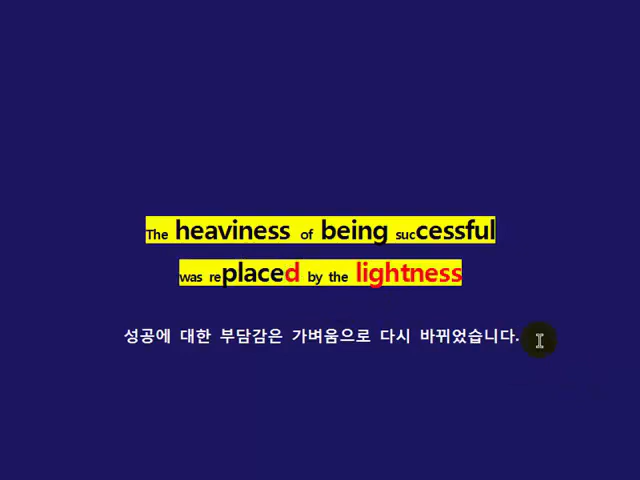 The heaviness of being successful
was replaced by the lightness
성공에 대한 부담감은 가벼움으로 다시 바뀌었습니다.